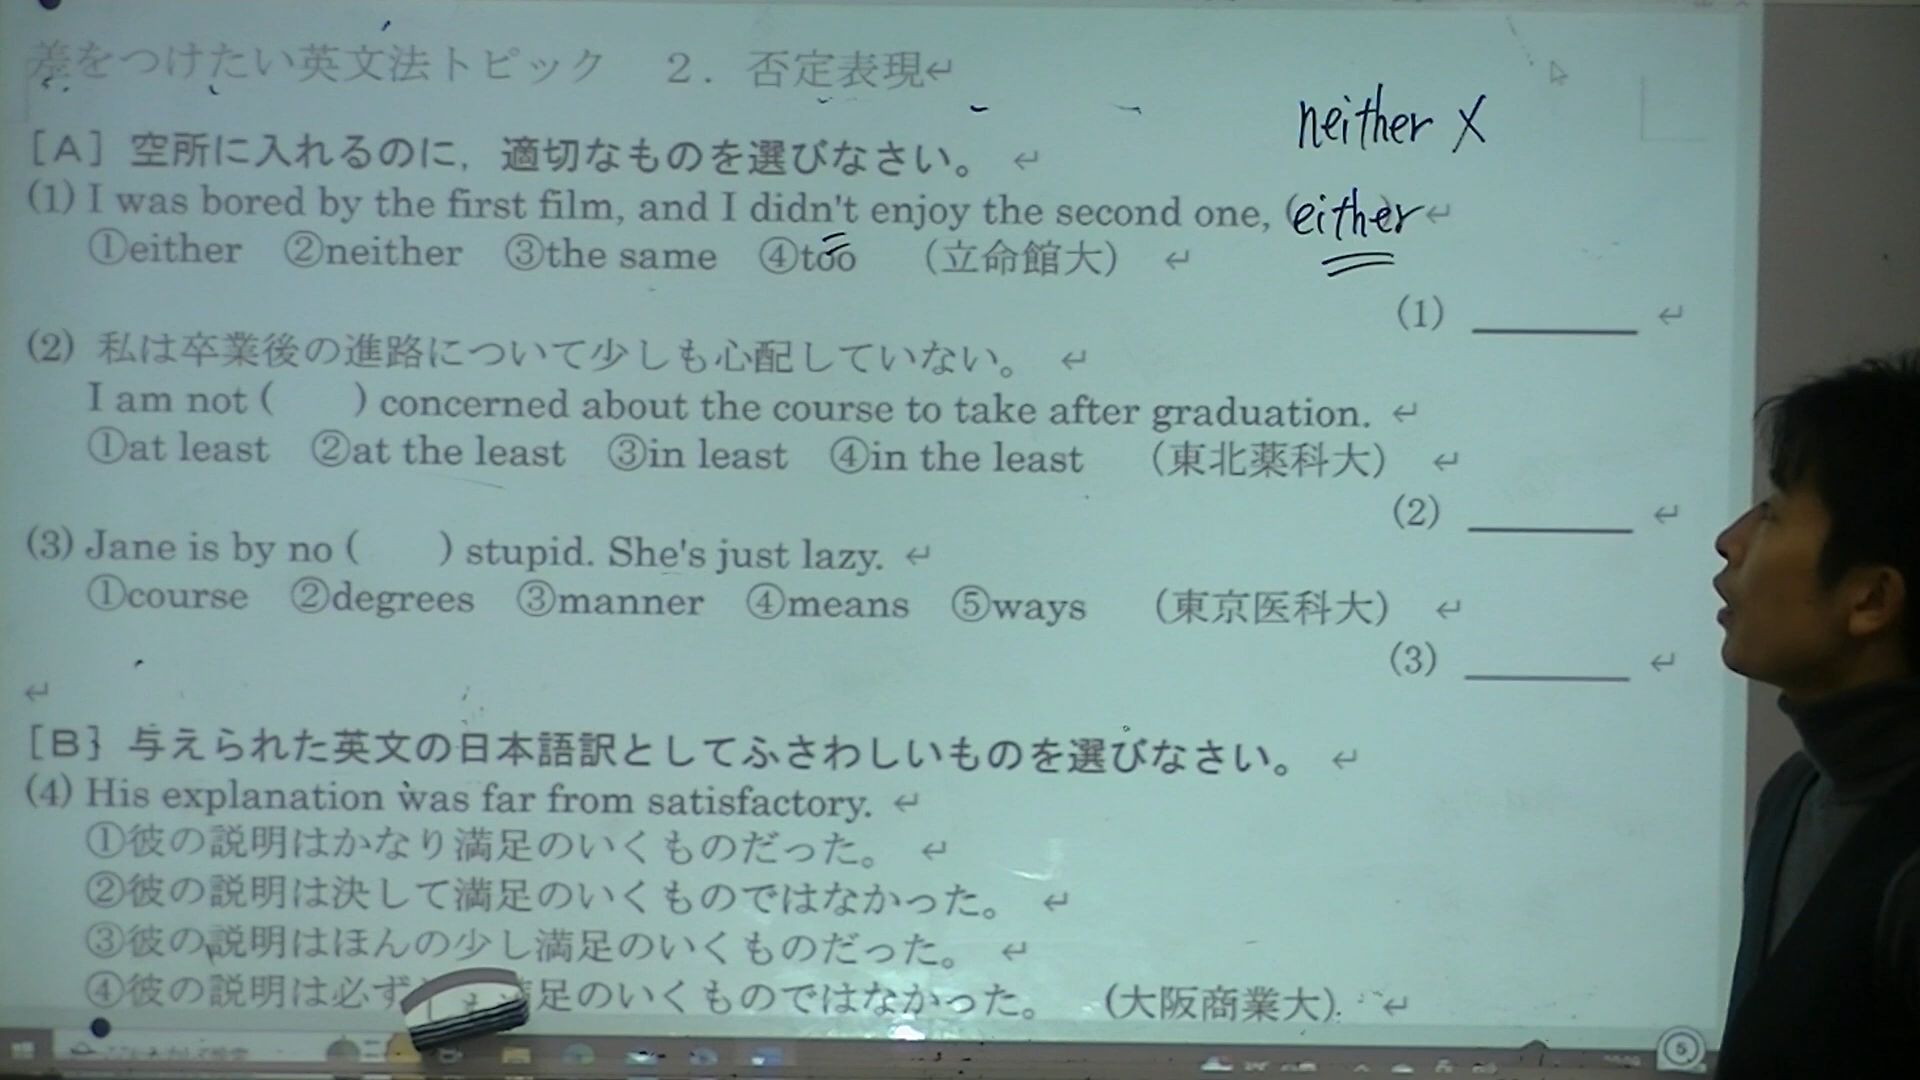 差をつけたい英文法トピック　２．否定表現↵
neither X
［A］空所に入れるのに，適切なものを選びなさい。 ↵
(1) I was bored by the first film, and I didn't enjoy the second one, (either) ↵
①either ②neither ③the same ④too （立命館大） ↵
(1) ________ ↵
(2) 私は卒業後の進路について少しも心配していない。 ↵
I am not (　　) concerned about the course to take after graduation. ↵
①at least ②at the least ③in least ④in the least （東北薬科大） ↵
(2) ________ ↵
(3) Jane is by no (　　) stupid. She's just lazy. ↵
①course ②degrees ③manner ④means ⑤ways （東京医科大） ↵
(3) ________ ↵
↵
［B］与えられた英文の日本語訳としてふさわしいものを選びなさい。 ↵
(4) His explanation was far from satisfactory. ↵
①彼の説明はかなり満足のいくものだった。 ↵
②彼の説明は決して満足のいくものではなかった。 ↵
③彼の説明はほんの少し満足のいくものだった。 ↵
④彼の説明は必ず も満足のいくものではなかった。 （大阪商業大） ↵
5